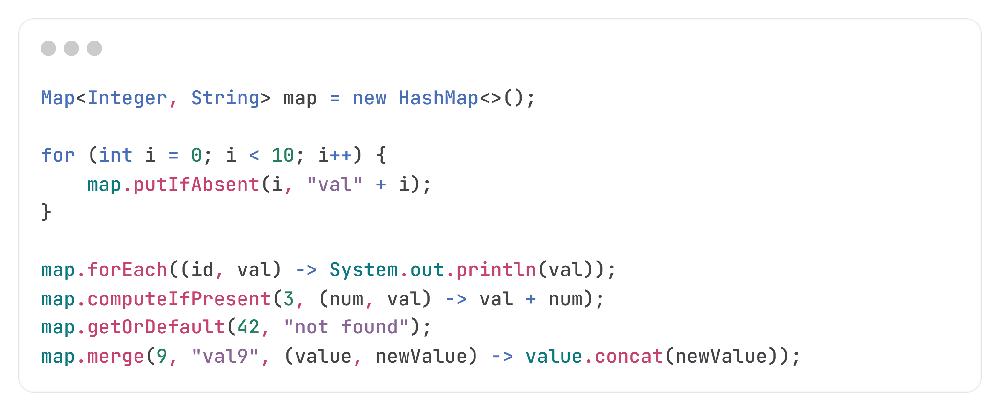 Map<Integer, String> map = new HashMap<>();

for (int i = 0; i < 10; i++) {
    map.putIfAbsent(i, "val" + i);
}

map.forEach((id, val) -> System.out.println(val));
map.computeIfPresent(3, (num, val) -> val + num);
map.getOrDefault(42, "not found");
map.merge(9, "val9", (value, newValue) -> value.concat(newValue));